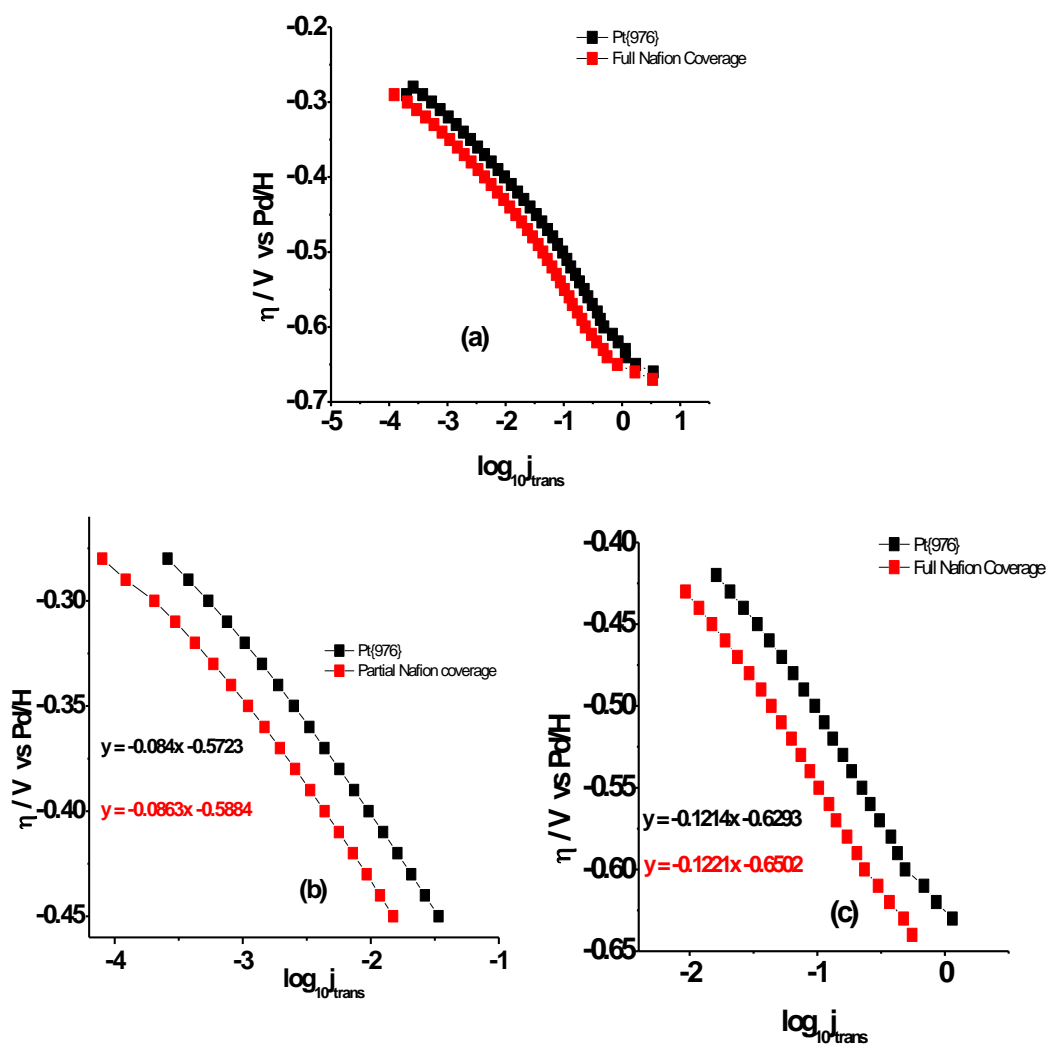 -0.2
-0.3
-0.4
-0.5
-0.6
-0.7
η / V vs Pd/H
Pt{976}
Full Nafion Coverage
(a)
-5 -4 -3 -2 -1 0 1
log10jtrans
-0.30
-0.35
-0.40
-0.45
η / V vs Pd/H
Pt{976}
Partial Nafion coverage
y = -0.084x -0.5723
y = -0.0863x -0.5884
(b)
-4 -3 -2 -1
log10jtrans
-0.40
-0.45
-0.50
-0.55
-0.60
-0.65
η / V vs Pd/H
Pt{976}
Full Nafion Coverage
y = -0.1214x -0.6293
y = -0.1221x -0.6502
(c)
-2 -1 0
log10jtrans